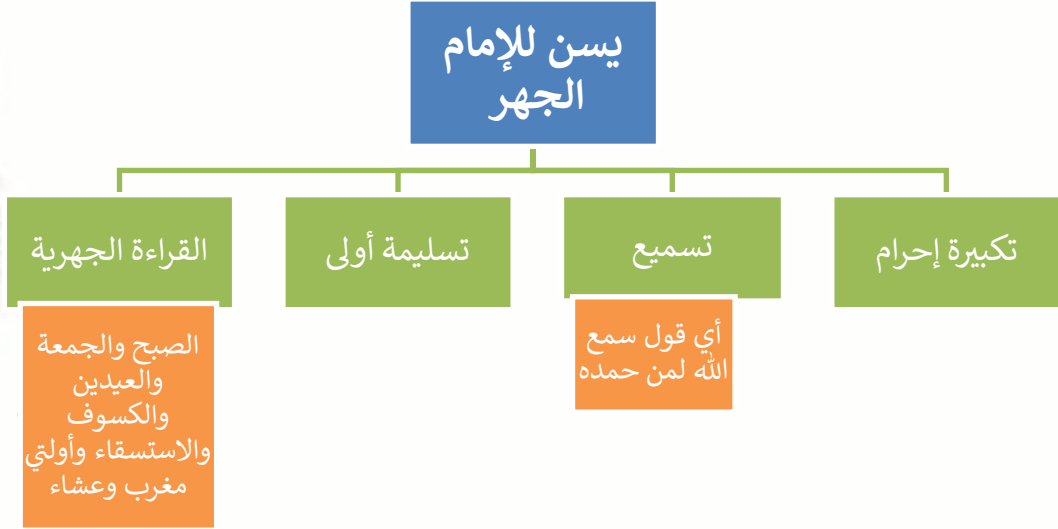 يسن للإمام
الجهر
تكبيرة إحرام
تسميع
أي قول سمع
الله لمن حمده
تسليمة أولى
القراءة الجهرية
الصبح والجمعة
والعيدين
والكسوف
والاستسقاء وأولتي
مغرب وعشاء